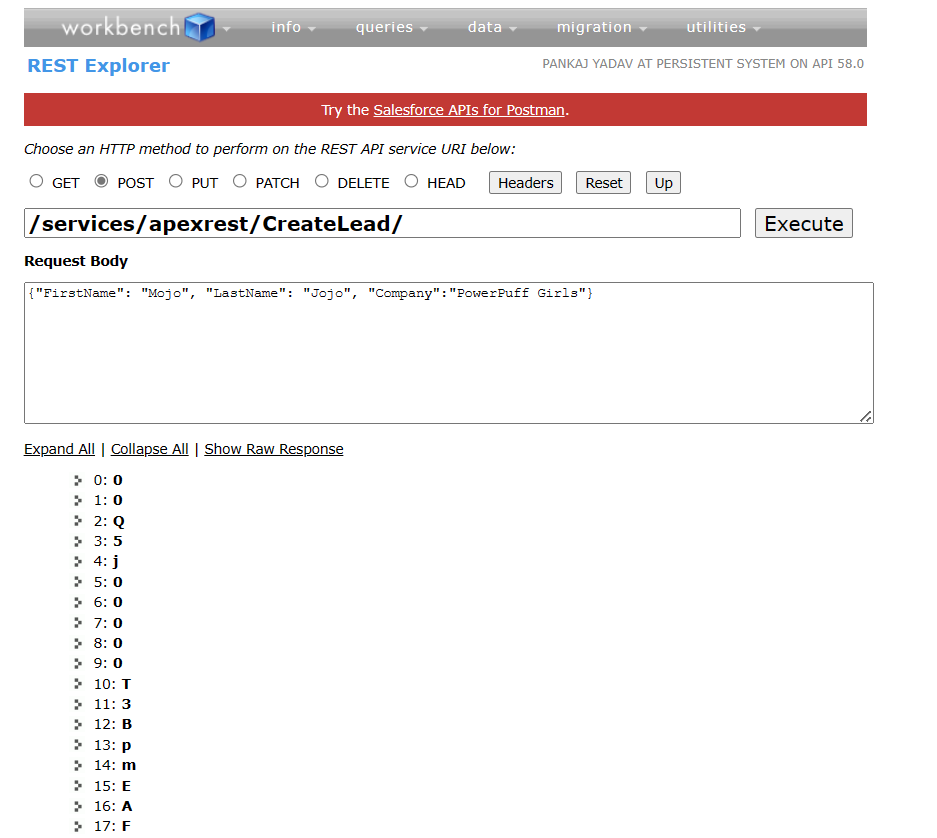 workbench info queries data migration utilities
REST Explorer PANKAJ YADAV AT PERSISTENT SYSTEM ON API 58.0
Try the Salesforce APIs for Postman.
Choose an HTTP method to perform on the REST API service URI below:
GET POST PUT PATCH DELETE HEAD Headers Reset Up
/services/apexrest/CreateLead/ Execute
Request Body
{"FirstName": "Mojo", "LastName": "Jojo", "Company":"PowerPuff Girls"}
Expand All | Collapse All | Show Raw Response
0: 0
1: 0
2: Q
3: 5
4: j
5: 0
6: 0
7: 0
8: 0
9: 0
10: T
11: 3
12: B
13: p
14: m
15: E
16: A
17: F